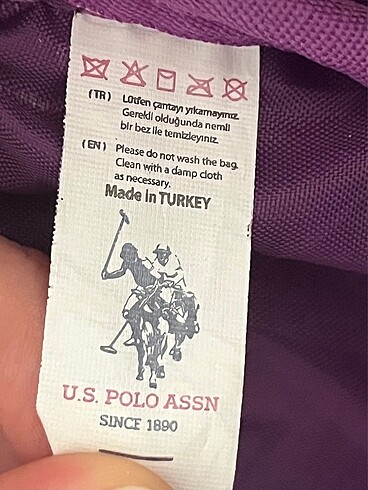 (TR) Lütfen çantayı yıkamayınız.
Gerekli olduğunda nemli
bir bez ile temizleyiniz.
(EN) Please do not wash the bag.
Clean with a damp cloth
as necessary.
Made in TURKEY
U.S. POLO ASSN
SINCE 1890